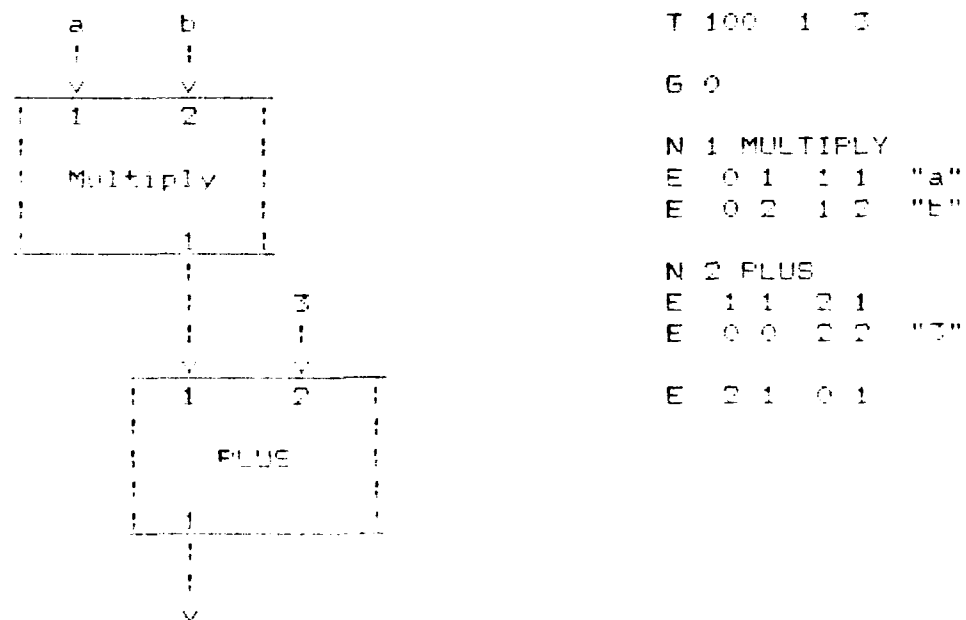 a b
1 2
Multiply
1
3
1 2
PLUS
1
T 100 1 3
G 0
N 1 MULTIPLY
E 0 1 1 1 "a"
E 0 2 1 2 "b"
N 2 PLUS
E 1 1 2 1
E 0 0 2 2 "3"
E 2 1 0 1